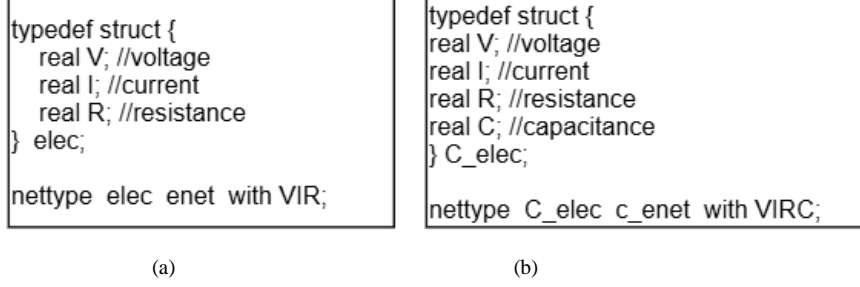 typedef struct {
real V; //voltage
real I; //current
real R; //resistance
} elec;
nettype elec enet with VIR;
(a)
typedef struct {
real V; //voltage
real I; //current
real R; //resistance
real C; //capacitance
} C_elec;
nettype C_elec c_enet with VIRC;
(b)